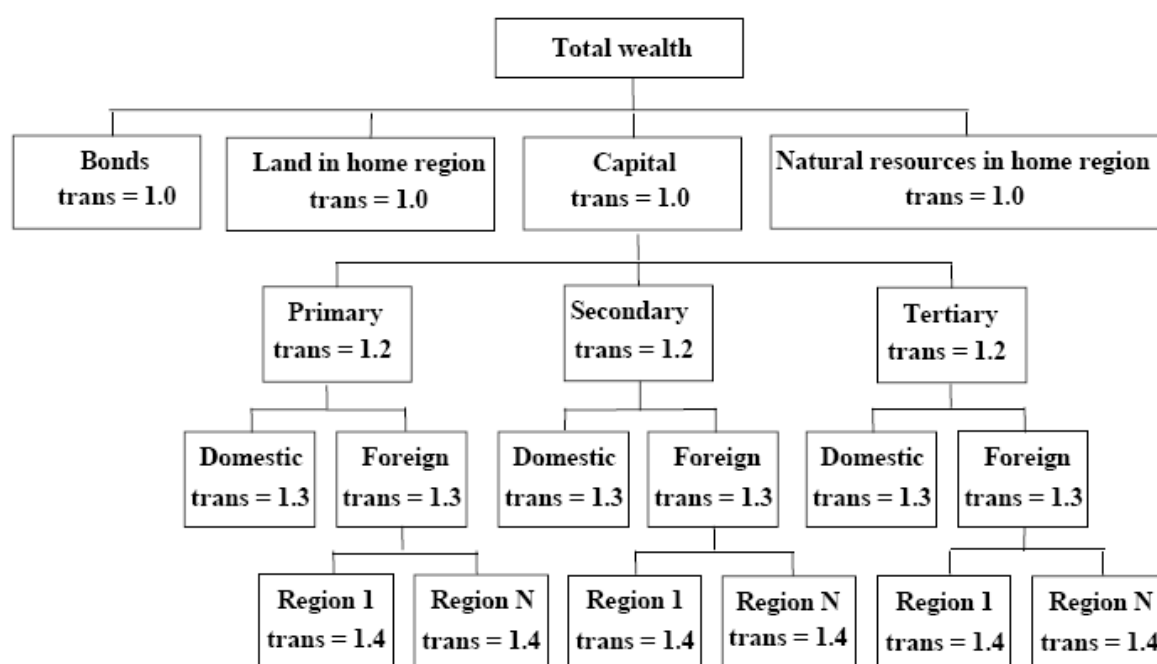 Total wealth
Bonds
trans = 1.0
Land in home region
trans = 1.0
Capital
trans = 1.0
Natural resources in home region
trans = 1.0
Primary
trans = 1.2
Secondary
trans = 1.2
Tertiary
trans = 1.2
Domestic
trans = 1.3
Foreign
trans = 1.3
Domestic
trans = 1.3
Foreign
trans = 1.3
Domestic
trans = 1.3
Foreign
trans = 1.3
Region 1
trans = 1.4
Region N
trans = 1.4
Region 1
trans = 1.4
Region N
trans = 1.4
Region 1
trans = 1.4
Region N
trans = 1.4